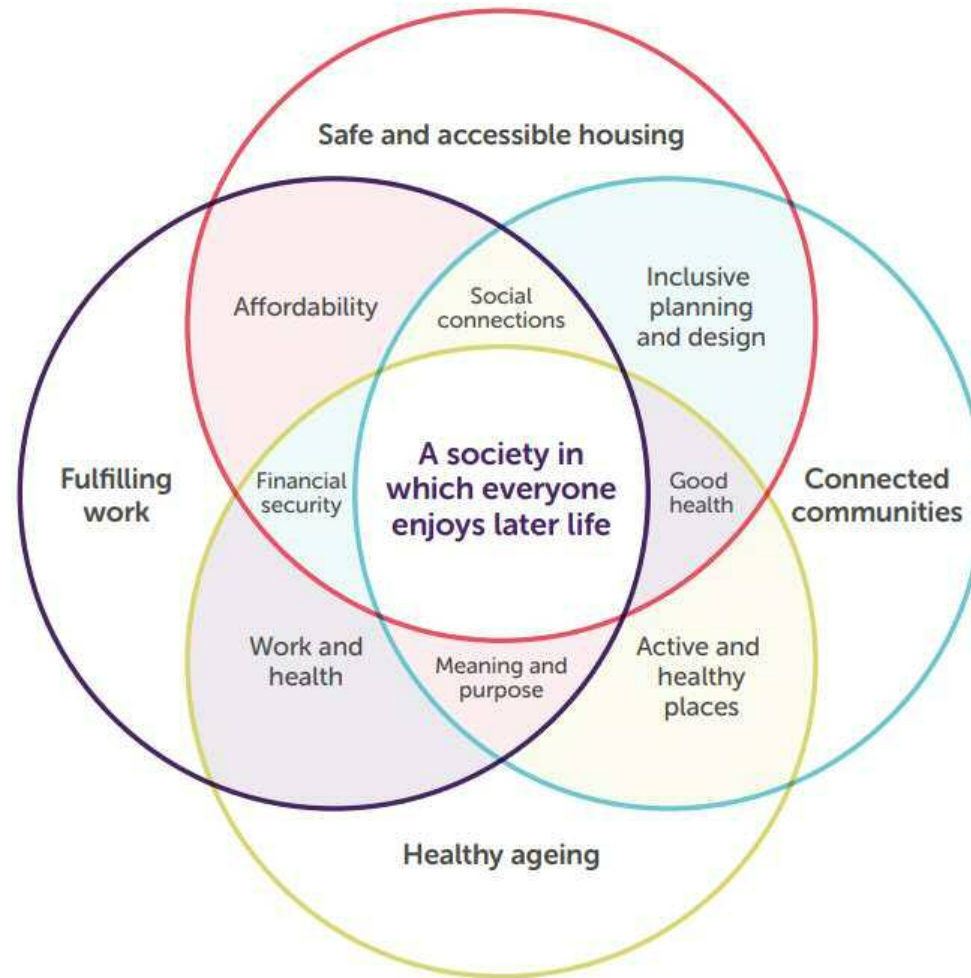 Safe and accessible housing
Affordability
Social
connections
Inclusive
planning
and design
Fulfilling
work
Financial
security
A society in
which everyone
enjoys later life
Good
health
Connected
communities
Work and
health
Meaning and
purpose
Active and
healthy
places
Healthy ageing